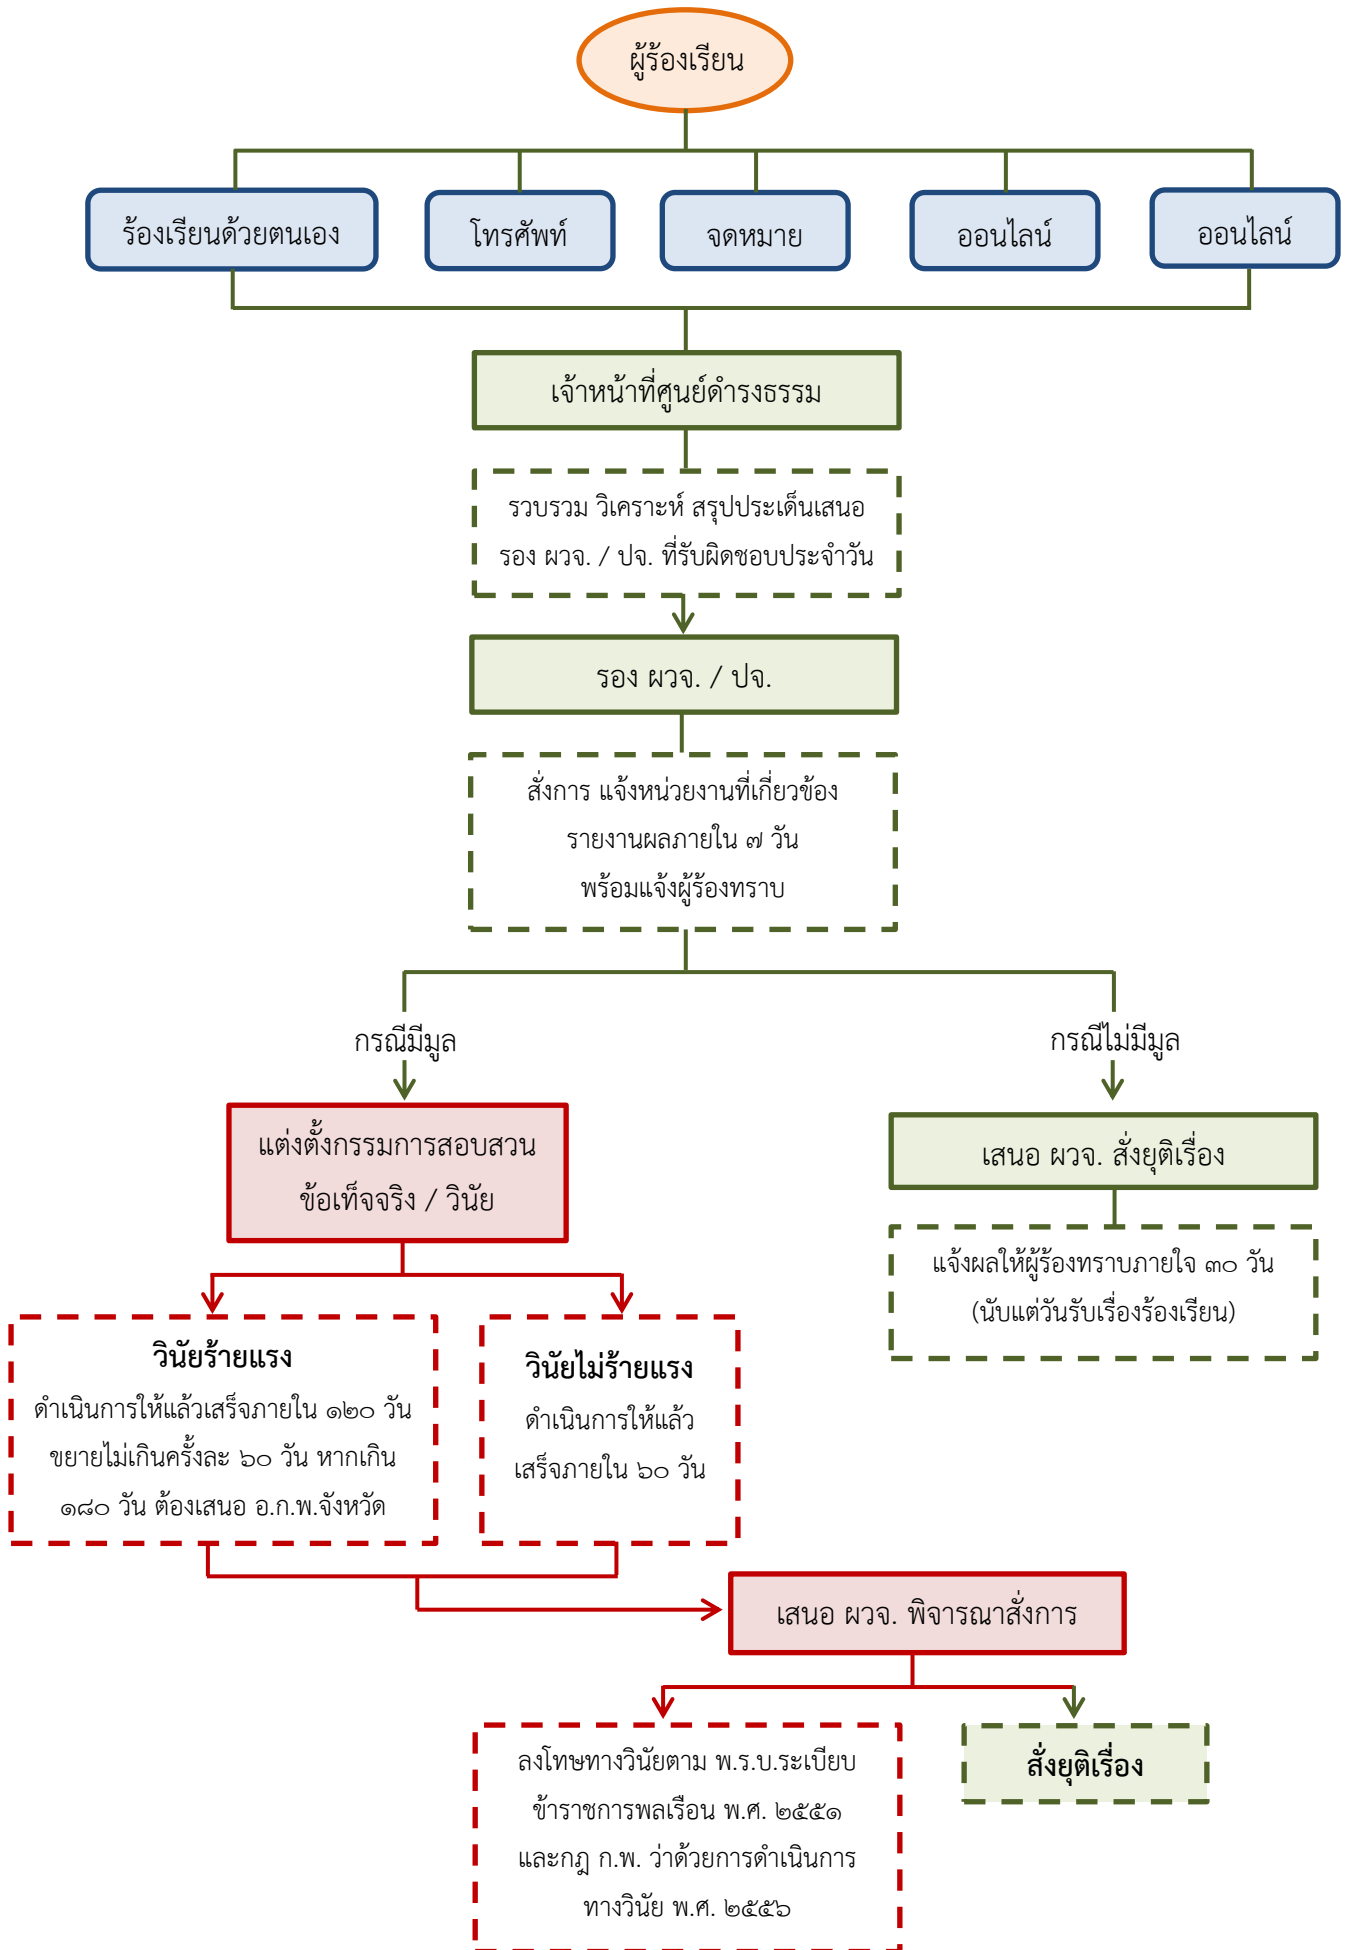 ผู้ร้องเรียน
ร้องเรียนด้วยตนเอง
โทรศัพท์
จดหมาย
ออนไลน์
ออนไลน์
เจ้าหน้าที่ศูนย์ดำรงธรรม
รวบรวม วิเคราะห์ สรุปประเด็นเสนอ
รอง ผวจ. / ปจ. ที่รับผิดชอบประจำวัน
รอง ผวจ. / ปจ.
สั่งการ แจ้งหน่วยงานที่เกี่ยวข้อง
รายงานผลภายใน ๗ วัน
พร้อมแจ้งผู้ร้องทราบ
กรณีมีมูล
กรณีไม่มีมูล
แต่งตั้งกรรมการสอบสวน
ข้อเท็จจริง / วินัย
เสนอ ผวจ. สั่งยุติเรื่อง
แจ้งผลให้ผู้ร้องทราบภายใจ ๓๐ วัน
(นับแต่วันรับเรื่องร้องเรียน)
วินัยร้ายแรง
ดำเนินการให้แล้วเสร็จภายใน ๑๒๐ วัน
ขยายไม่เกินครั้งละ ๖๐ วัน หากเกิน
๑๘๐ วัน ต้องเสนอ อ.ก.พ.จังหวัด
วินัยไม่ร้ายแรง
ดำเนินการให้แล้ว
เสร็จภายใน ๖๐ วัน
เสนอ ผวจ. พิจารณาสั่งการ
ลงโทษทางวินัยตาม พ.ร.บ.ระเบียบ
ข้าราชการพลเรือน พ.ศ. ๒๕๕๑
และกฎ ก.พ. ว่าด้วยการดำเนินการ
ทางวินัย พ.ศ. ๒๕๕๖
สั่งยุติเรื่อง